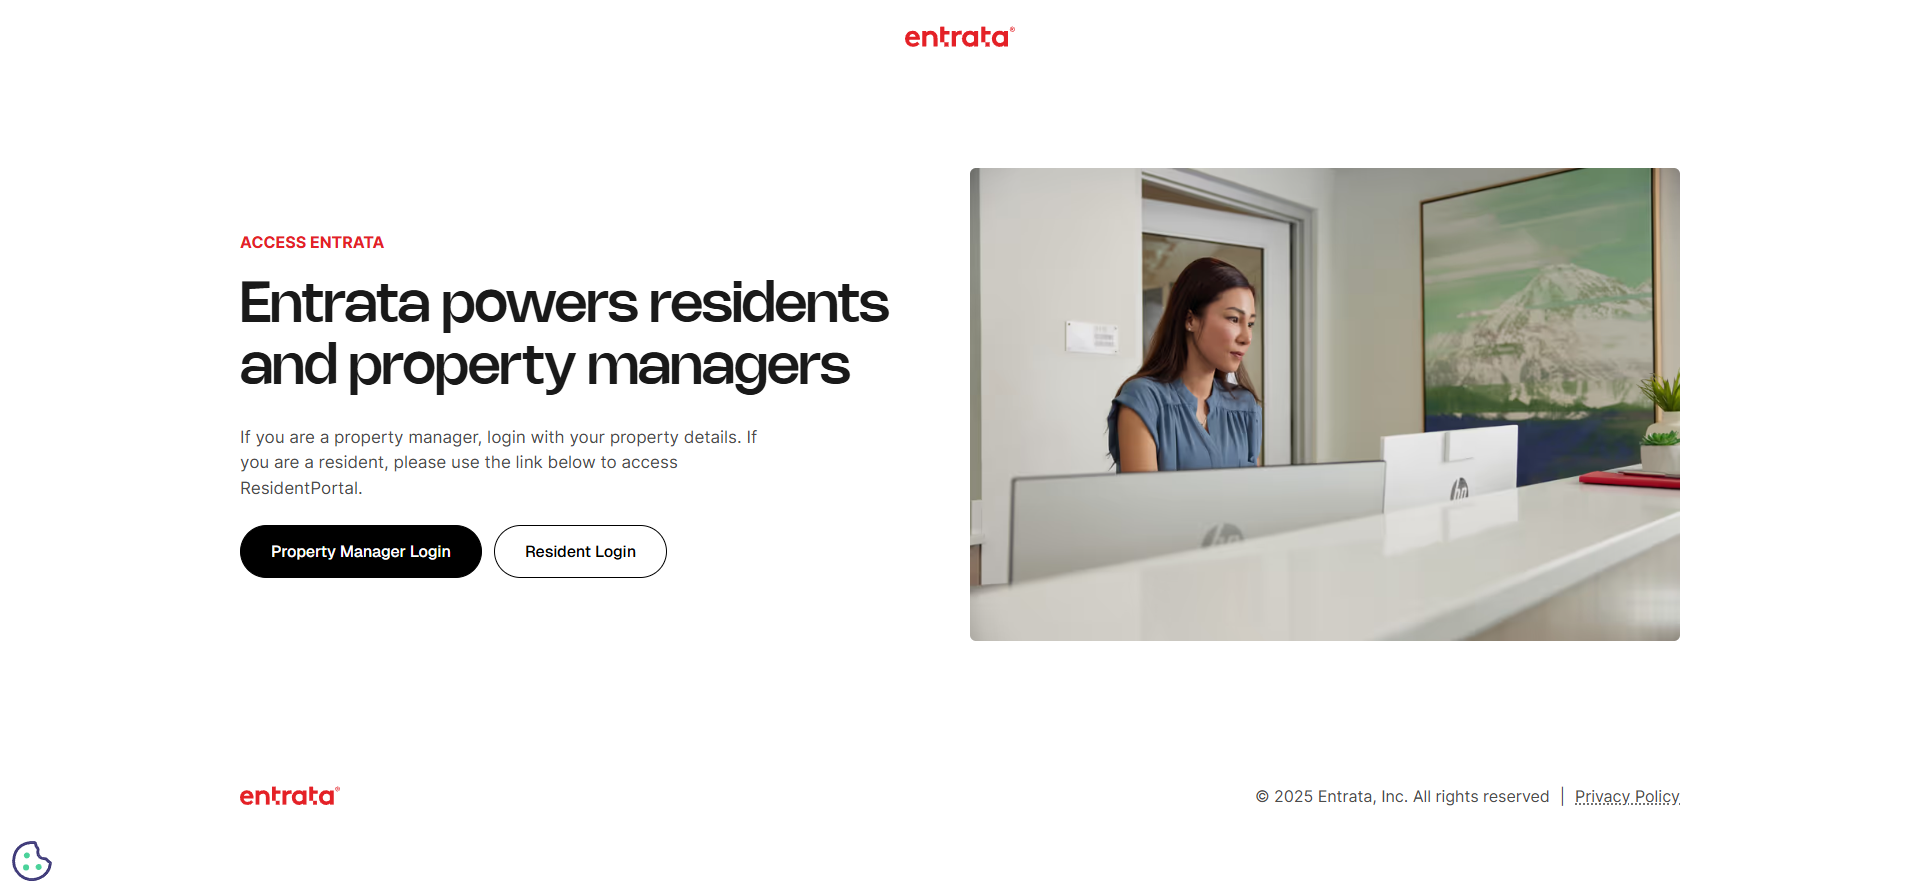 entrata®
ACCESS ENTRATA
Entrata powers residents
and property managers
If you are a property manager, login with your property details. If
you are a resident, please use the link below to access
ResidentPortal.
Property Manager Login
Resident Login
hp
hp
entrata®
© 2025 Entrata, Inc. All rights reserved | Privacy Policy